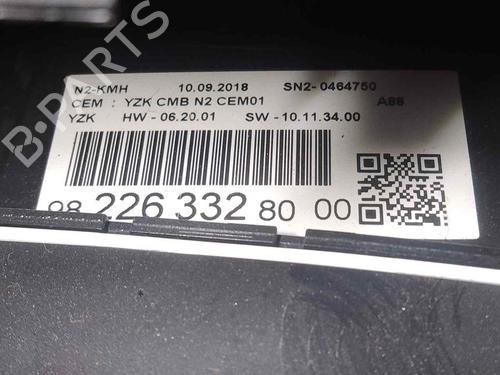 N2-KMH 10.09.2018 SN2- 0464750
CEM : YZK CMB N2 CEM01 A88
YZK HW - 06.20.01 SW - 10.11.34.00
98 226 332 80 00